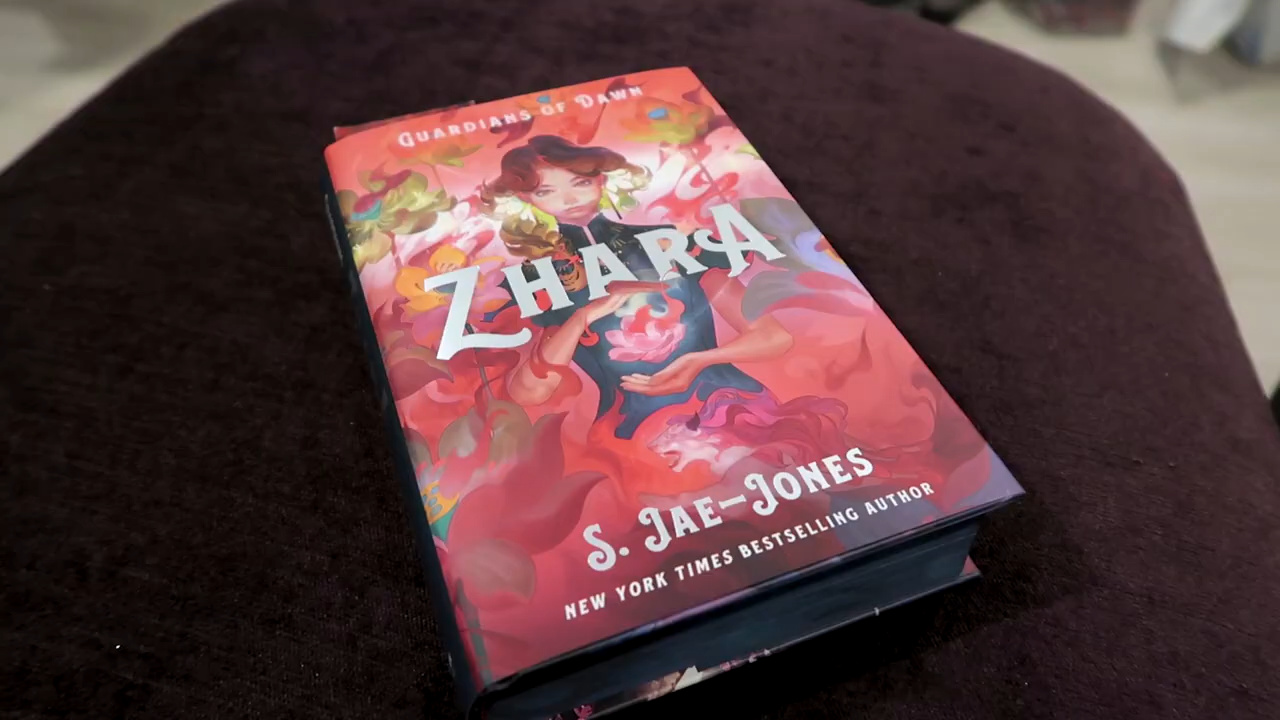 GUARDIANS OF DAWN
ZHARA
S. JAE-JONES
NEW YORK TIMES BESTSELLING AUTHOR